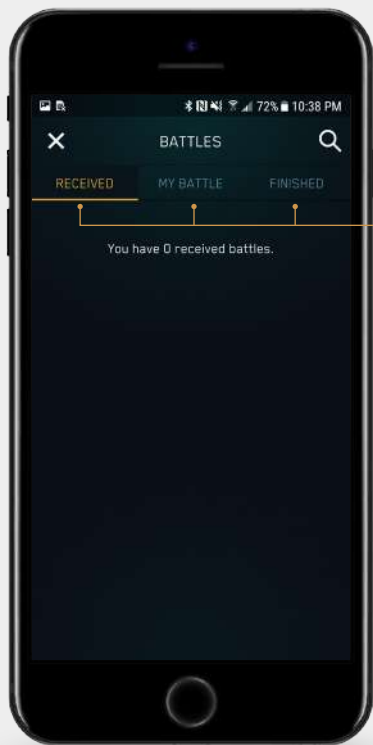 72% 10:38 PM
BATTLES
RECEIVED MY BATTLE FINISHED
You have 0 received battles.